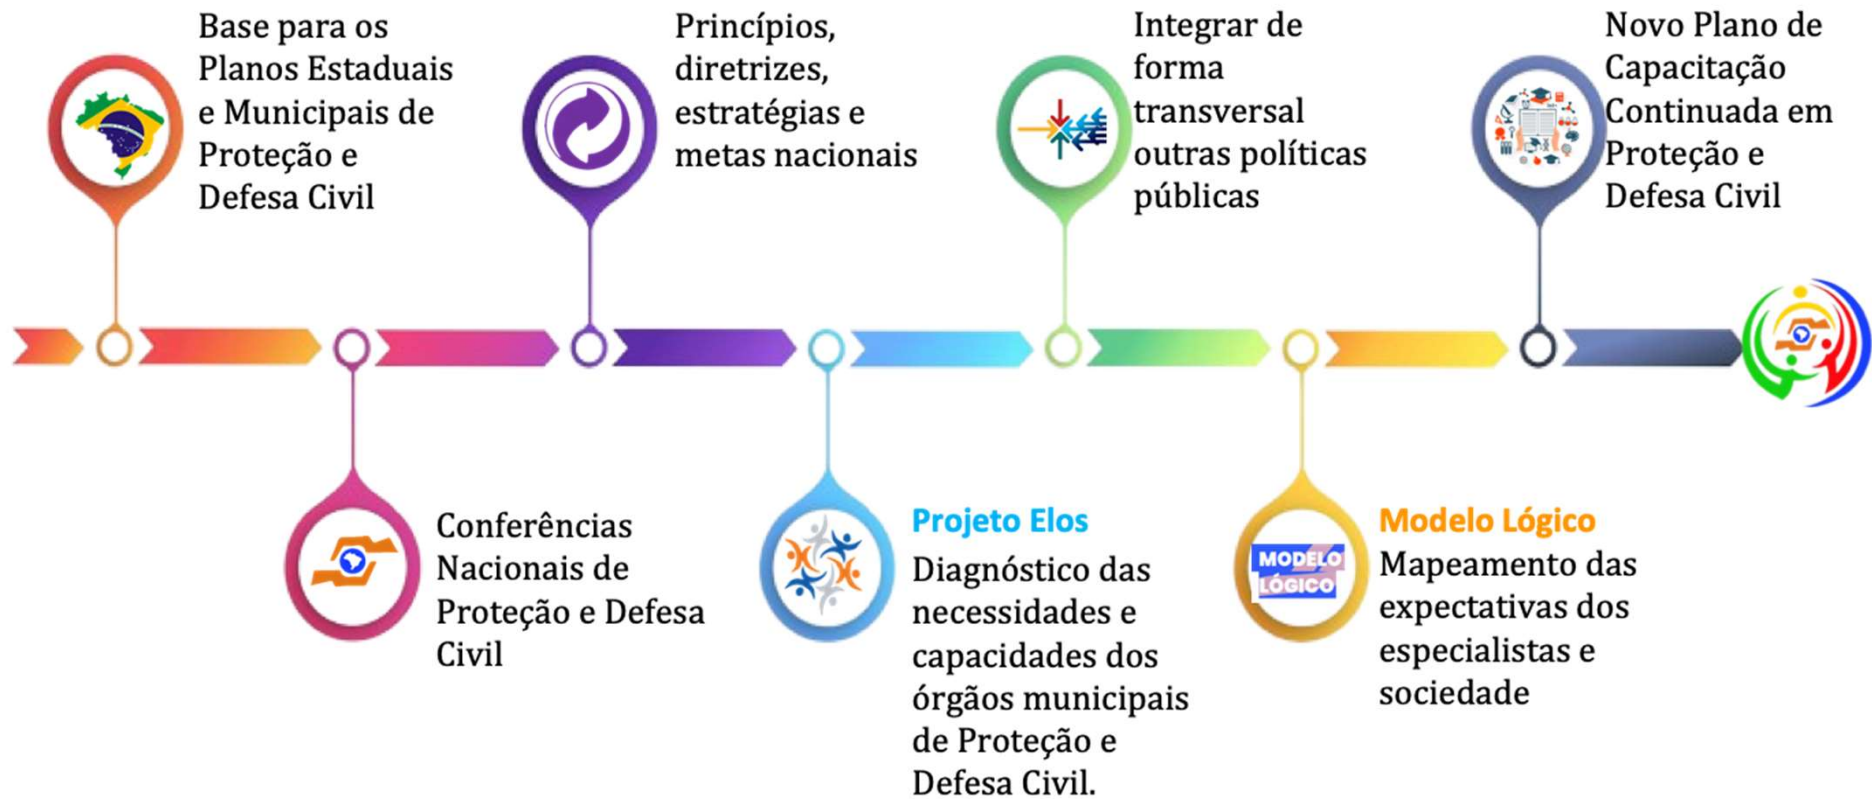 Base para os
Planos Estaduais
e Municipais de
Proteção e
Defesa Civil
Conferências
Nacionais de
Proteção e Defesa
Civil
Princípios,
diretrizes,
estratégias e
metas nacionais
Projeto Elos
Diagnóstico das
necessidades e
capacidades dos
órgãos municipais
de Proteção e
Defesa Civil.
Integrar de
forma
transversal
outras políticas
públicas
MODELO
LÓGICO
Modelo Lógico
Mapeamento das
expectativas dos
especialistas e
sociedade
Novo Plano de
Capacitação
Continuada em
Proteção e
Defesa Civil